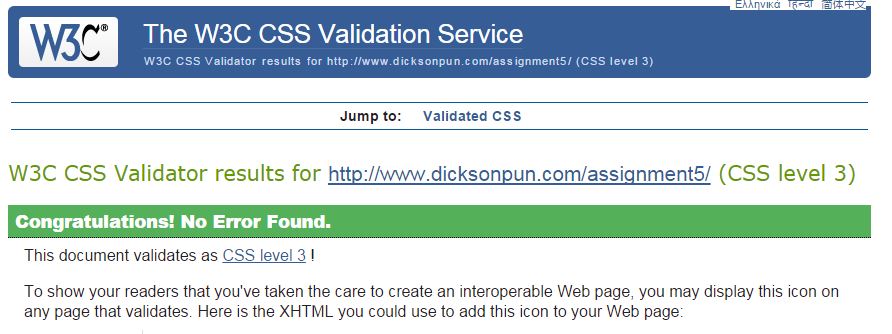 Ελληνικά हिन्दी 简体中文
W3C®
The W3C CSS Validation Service
W3C CSS Validator results for http://www.dicksonpun.com/assignment5/ (CSS level 3)
Jump to: Validated CSS
W3C CSS Validator results for http://www.dicksonpun.com/assignment5/ (CSS level 3)
Congratulations! No Error Found.
This document validates as CSS level 3 !
To show your readers that you've taken the care to create an interoperable Web page, you may display this icon on
any page that validates. Here is the XHTML you could use to add this icon to your Web page: